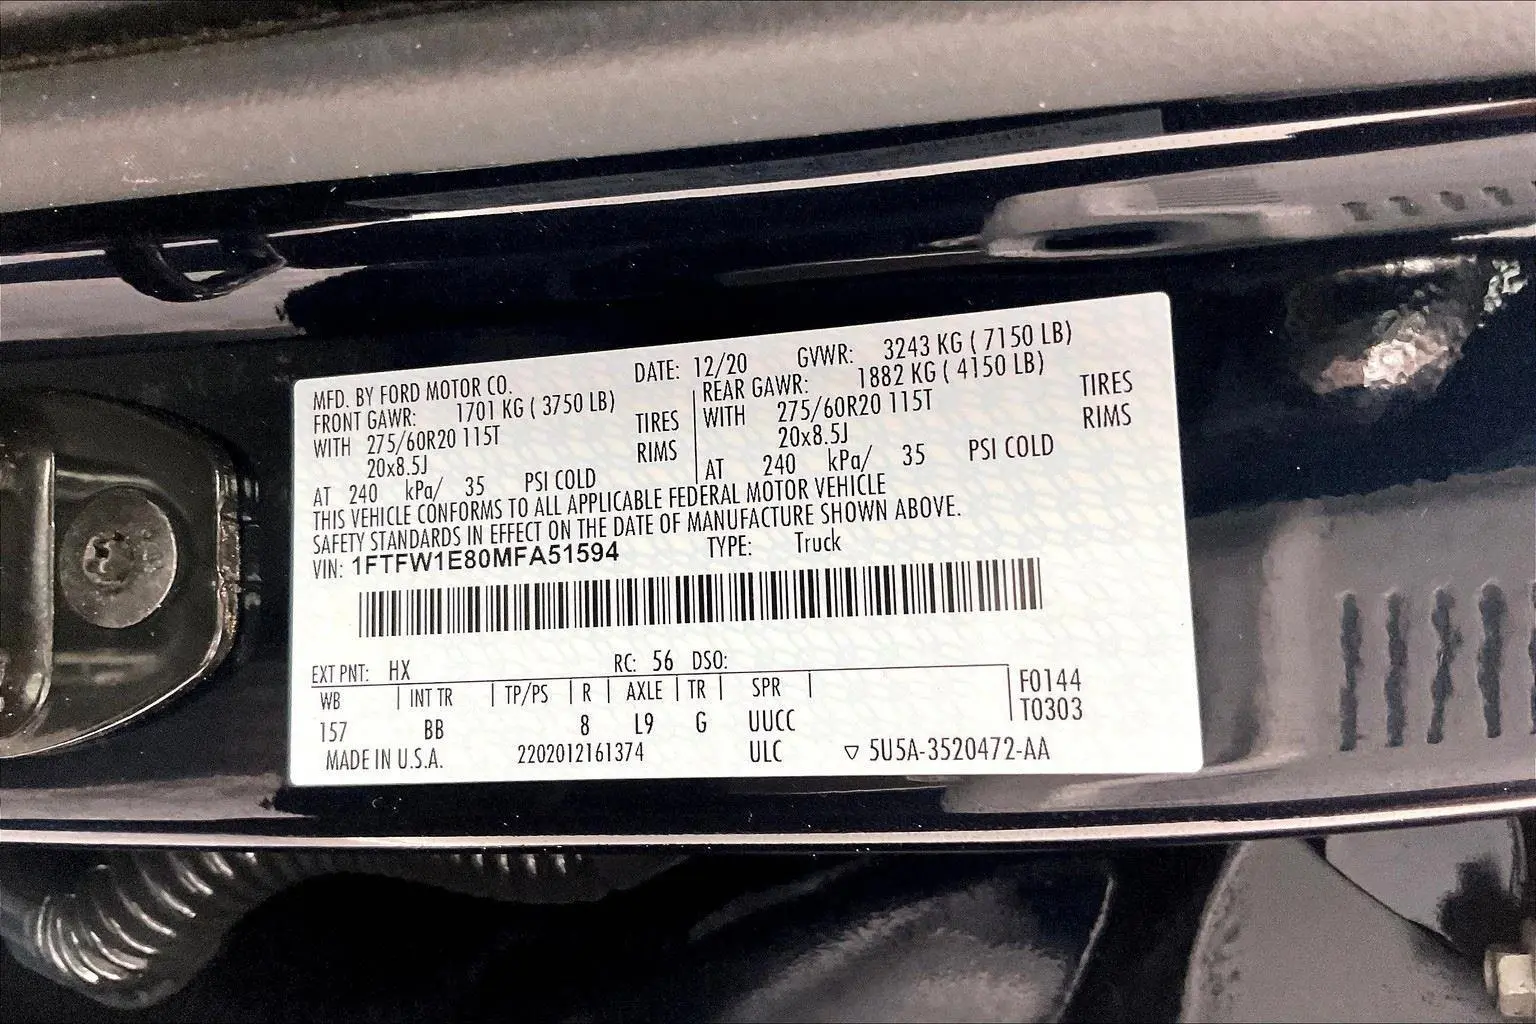 MFD. BY FORD MOTOR CO. DATE: 12/20 GVWR: 3243 KG ( 7150 LB)
FRONT GAWR: 1701 KG ( 3750 LB) REAR GAWR: 1882 KG ( 4150 LB)
WITH 275/60R20 115T TIRES WITH 275/60R20 115T TIRES
20x8.5J RIMS 20x8.5J RIMS
AT 240 kPa/ 35 PSI COLD AT 240 kPa/ 35 PSI COLD
THIS VEHICLE CONFORMS TO ALL APPLICABLE FEDERAL MOTOR VEHICLE
SAFETY STANDARDS IN EFFECT ON THE DATE OF MANUFACTURE SHOWN ABOVE.
VIN: 1FTFW1E80MFA51594 TYPE: Truck
EXT PNT: HX RC: 56 DSO:
WB INT TR TP/PS R AXLE TR SPR F0144
157 BB 8 L9 G UUCC T0303
MADE IN U.S.A. 2202012161374 ULC ▽ 5U5A-3520472-AA